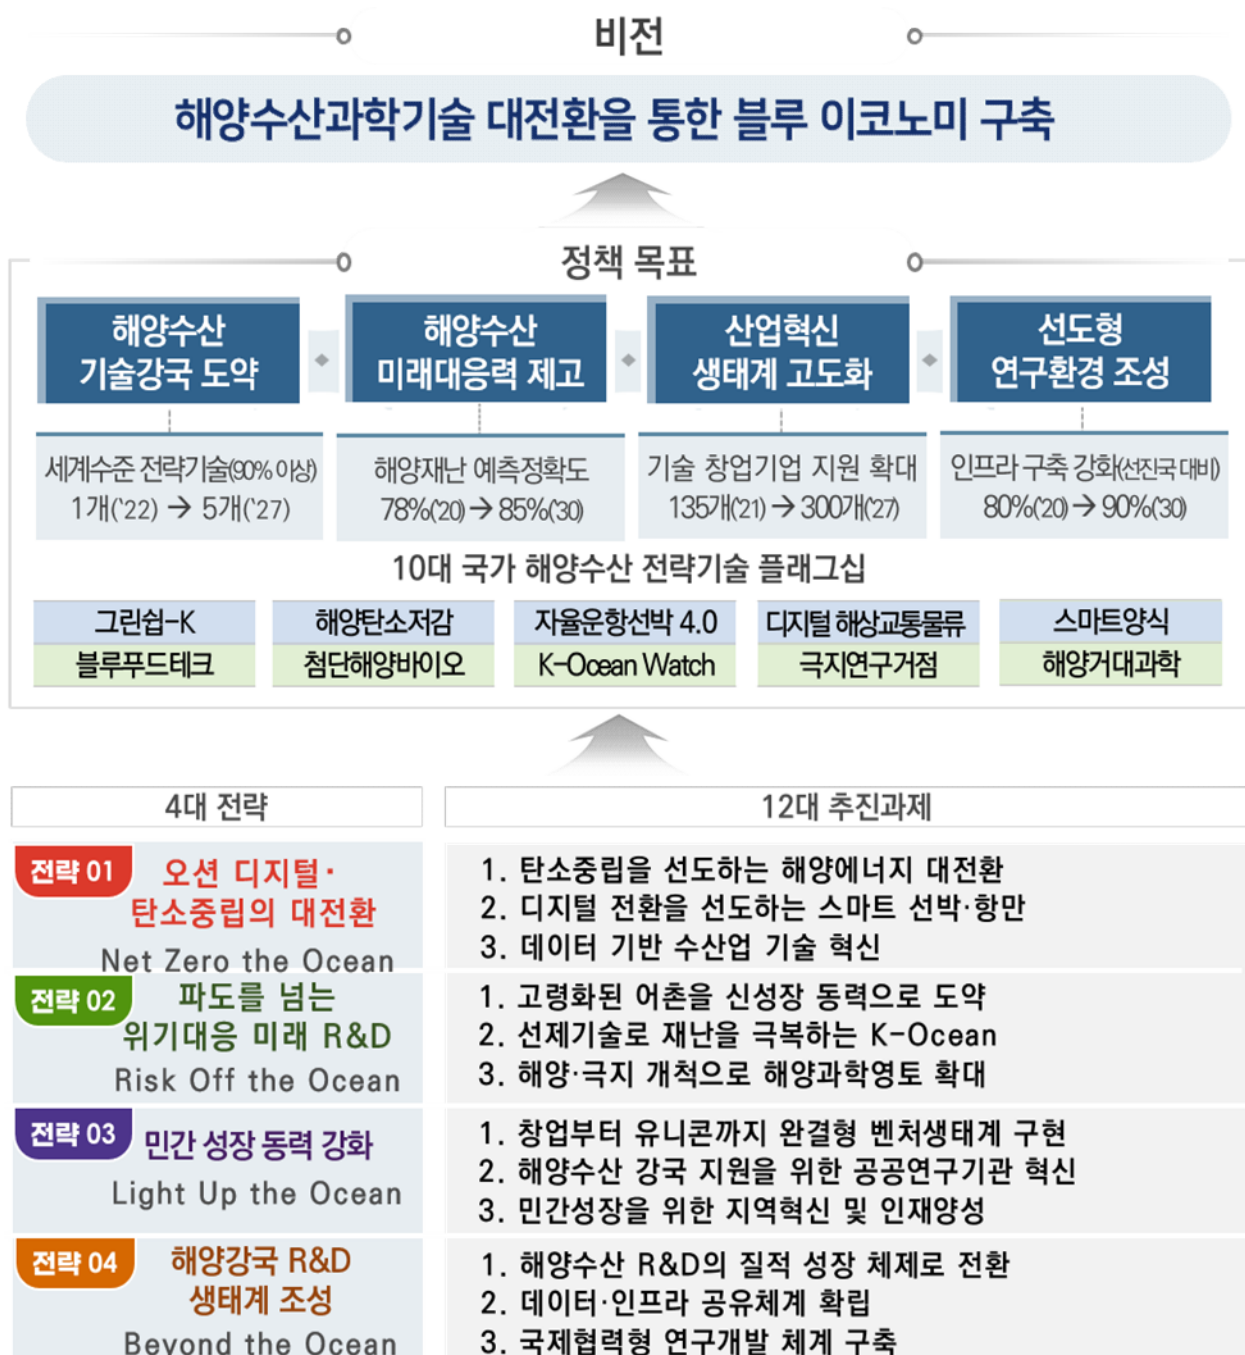 비전
해양수산과학기술 대전환을 통한 블루 이코노미 구축
정책 목표
해양수산
기술강국 도약
해양수산
미래대응력 제고
산업혁신
생태계 고도화
선도형
연구환경 조성
세계수준 전략기술(90% 이상)
1개(‘22) → 5개(‘27)
해양재난 예측정확도
78%(‘20) → 85%(‘30)
기술 창업기업 지원 확대
135개(‘21) → 300개(‘27)
인프라 구축 강화(선진국 대비)
80%(‘20) → 90%(‘30)
10대 국가 해양수산 전략기술 플래그십
그린쉽-K
해양탄소저감
자율운항선박 4.0
디지털 해상교통물류
스마트양식
블루푸드테크
첨단해양바이오
K-Ocean Watch
극지연구거점
해양거대과학
4대 전략
12대 추진과제
전략 01
오션 디지털·
탄소중립의 대전환
Net Zero the Ocean
1. 탄소중립을 선도하는 해양에너지 대전환
2. 디지털 전환을 선도하는 스마트 선박·항만
3. 데이터 기반 수산업 기술 혁신
전략 02
파도를 넘는
위기대응 미래 R&D
Risk Off the Ocean
1. 고령화된 어촌을 신성장 동력으로 도약
2. 선제기술로 재난을 극복하는 K-Ocean
3. 해양·극지 개척으로 해양과학영토 확대
전략 03
민간 성장 동력 강화
Light Up the Ocean
1. 창업부터 유니콘까지 완결형 벤처생태계 구현
2. 해양수산 강국 지원을 위한 공공연구기관 혁신
3. 민간성장을 위한 지역혁신 및 인재양성
전략 04
해양강국 R&D
생태계 조성
Beyond the Ocean
1. 해양수산 R&D의 질적 성장 체제로 전환
2. 데이터·인프라 공유체계 확립
3. 국제협력형 연구개발 체계 구축